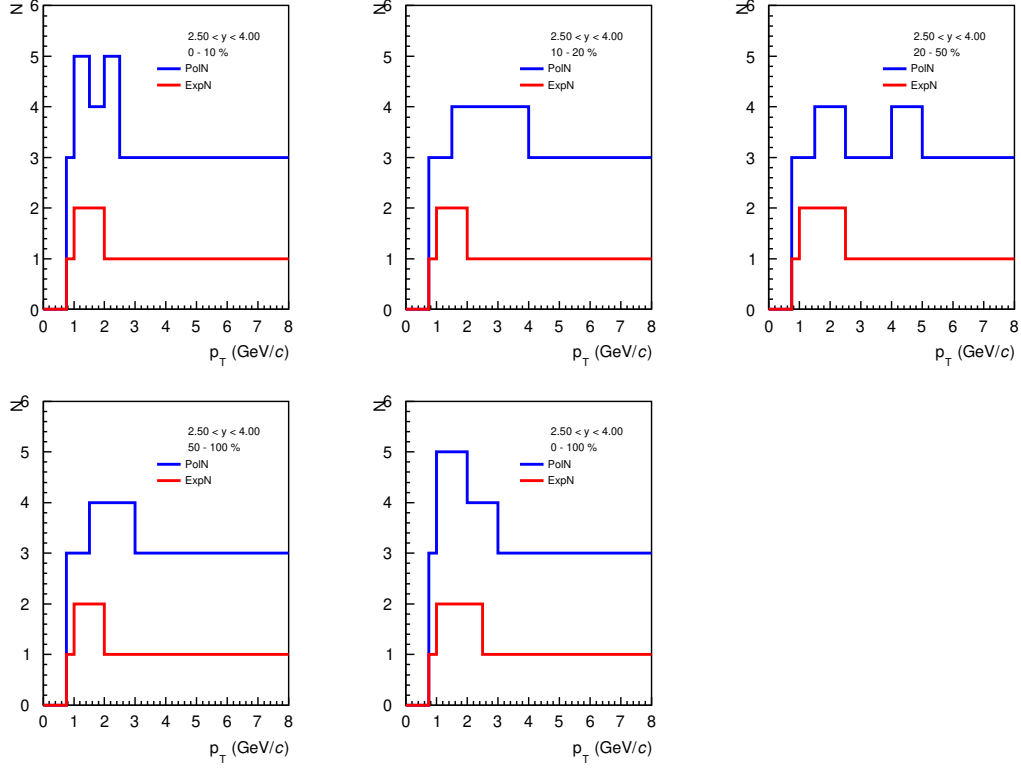 N
6
5
4
3
2
1
0
2.50 < y < 4.00
0 - 10 %
PolN
ExpN
0 1 2 3 4 5 6 7 8
p_T (GeV/c)
N
6
5
4
3
2
1
0
2.50 < y < 4.00
10 - 20 %
PolN
ExpN
0 1 2 3 4 5 6 7 8
p_T (GeV/c)
N
6
5
4
3
2
1
0
2.50 < y < 4.00
20 - 50 %
PolN
ExpN
0 1 2 3 4 5 6 7 8
p_T (GeV/c)
N
6
5
4
3
2
1
0
2.50 < y < 4.00
50 - 100 %
PolN
ExpN
0 1 2 3 4 5 6 7 8
p_T (GeV/c)
N
6
5
4
3
2
1
0
2.50 < y < 4.00
0 - 100 %
PolN
ExpN
0 1 2 3 4 5 6 7 8
p_T (GeV/c)